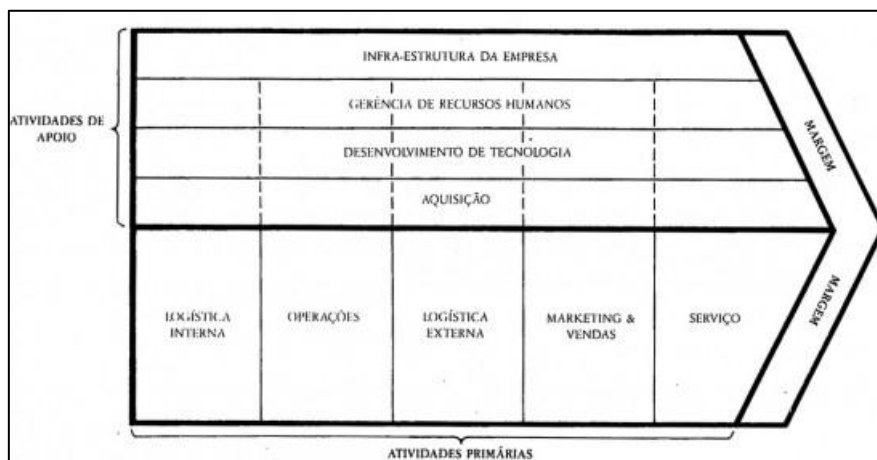 INFRA-ESTRUTURA DA EMPRESA
GERÊNCIA DE RECURSOS HUMANOS
ATIVIDADES DE
APOIO
DESENVOLVIMENTO DE TECNOLOGIA
AQUISIÇÃO
MARGEM
LOGÍSTICA
INTERNA
OPERAÇÕES
LOGÍSTICA
EXTERNA
MARKETING &
VENDAS
SERVIÇO
MARGEM
ATIVIDADES PRIMÁRIAS